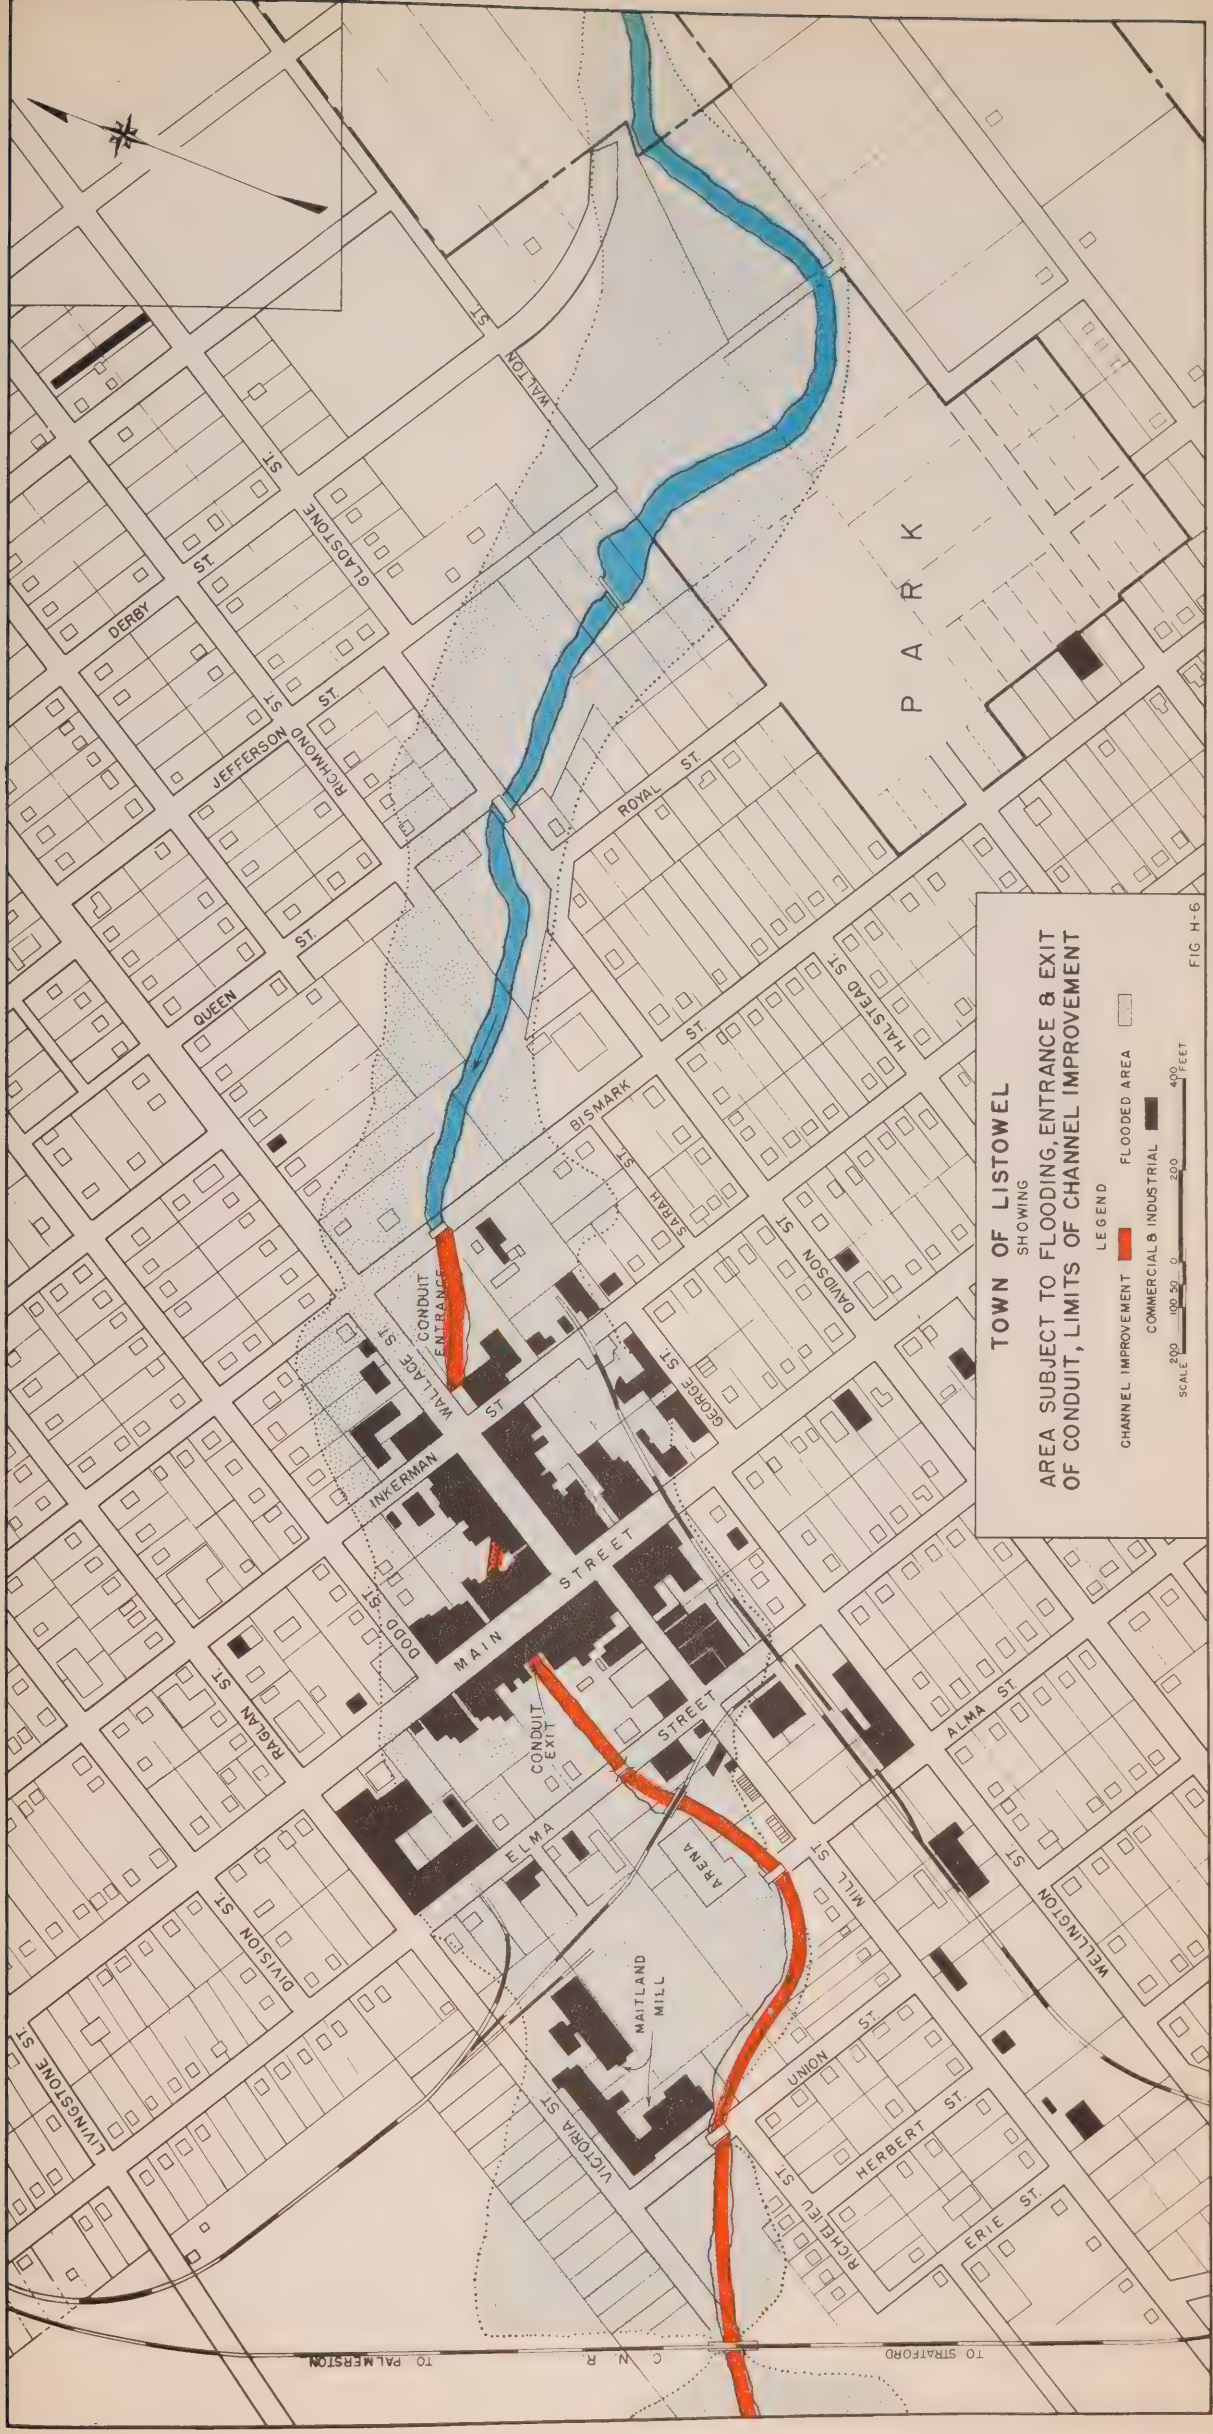 TOWN OF LISTOWEL
SHOWING
AREA SUBJECT TO FLOODING, ENTRANCE & EXIT
OF CONDUIT, LIMITS OF CHANNEL IMPROVEMENT
LEGEND
CHANNEL IMPROVEMENT
FLOODED AREA
COMMERCIAL & INDUSTRIAL
SCALE
200 100 50 0 200 400
FEET
FIG H-6
WALTON ST.
GLADSTONE ST.
DERBY ST.
JEFFERSON ST.
RICHMOND ST.
QUEEN ST.
PARK
ROYAL ST.
HALSTEAD ST.
ST.
BISMARK
SARAH ST.
DAVIDSON ST.
GEORGE ST.
CONDUIT
ENTRANCE
WALLACE ST.
INKERMAN ST
DODD ST.
MAIN STREET
RAGLAN ST.
CONDUIT
EXIT
ELMA STREET
ALMA ST.
ARENA
MILL ST.
DIVISION ST.
WELLINGTON ST.
LIVINGSTONE ST.
MAITLAND
MILL
UNION ST.
VICTORIA ST
HERBERT ST.
RICHELIEU ST.
ERIE ST.
TO PALMERSTON
C. N. R.
TO STRATFORD